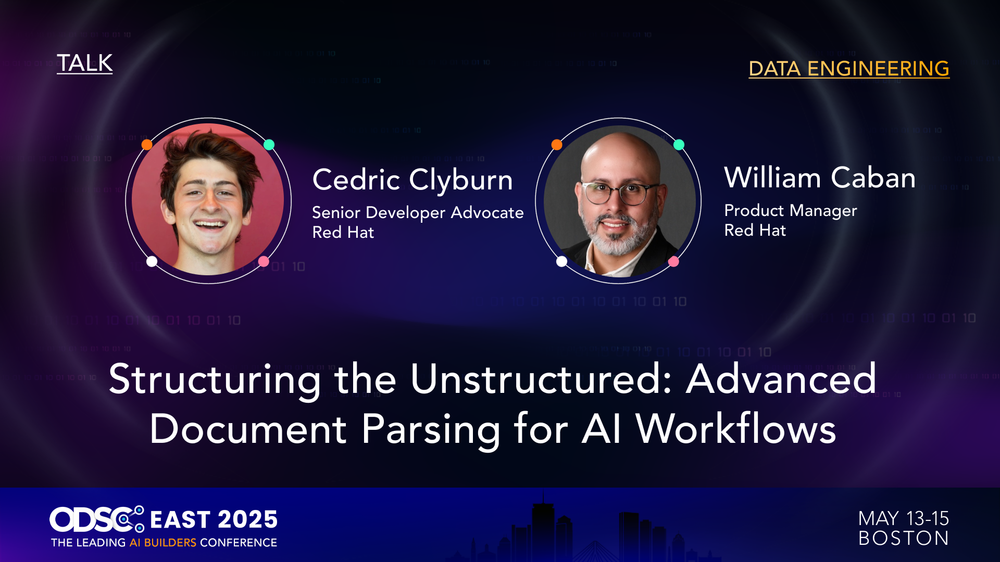 TALK
DATA ENGINEERING
Cedric Clyburn
Senior Developer Advocate
Red Hat
William Caban
Product Manager
Red Hat
Structuring the Unstructured: Advanced
Document Parsing for AI Workflows
ODSC EAST 2025
THE LEADING AI BUILDERS CONFERENCE
MAY 13-15
BOSTON